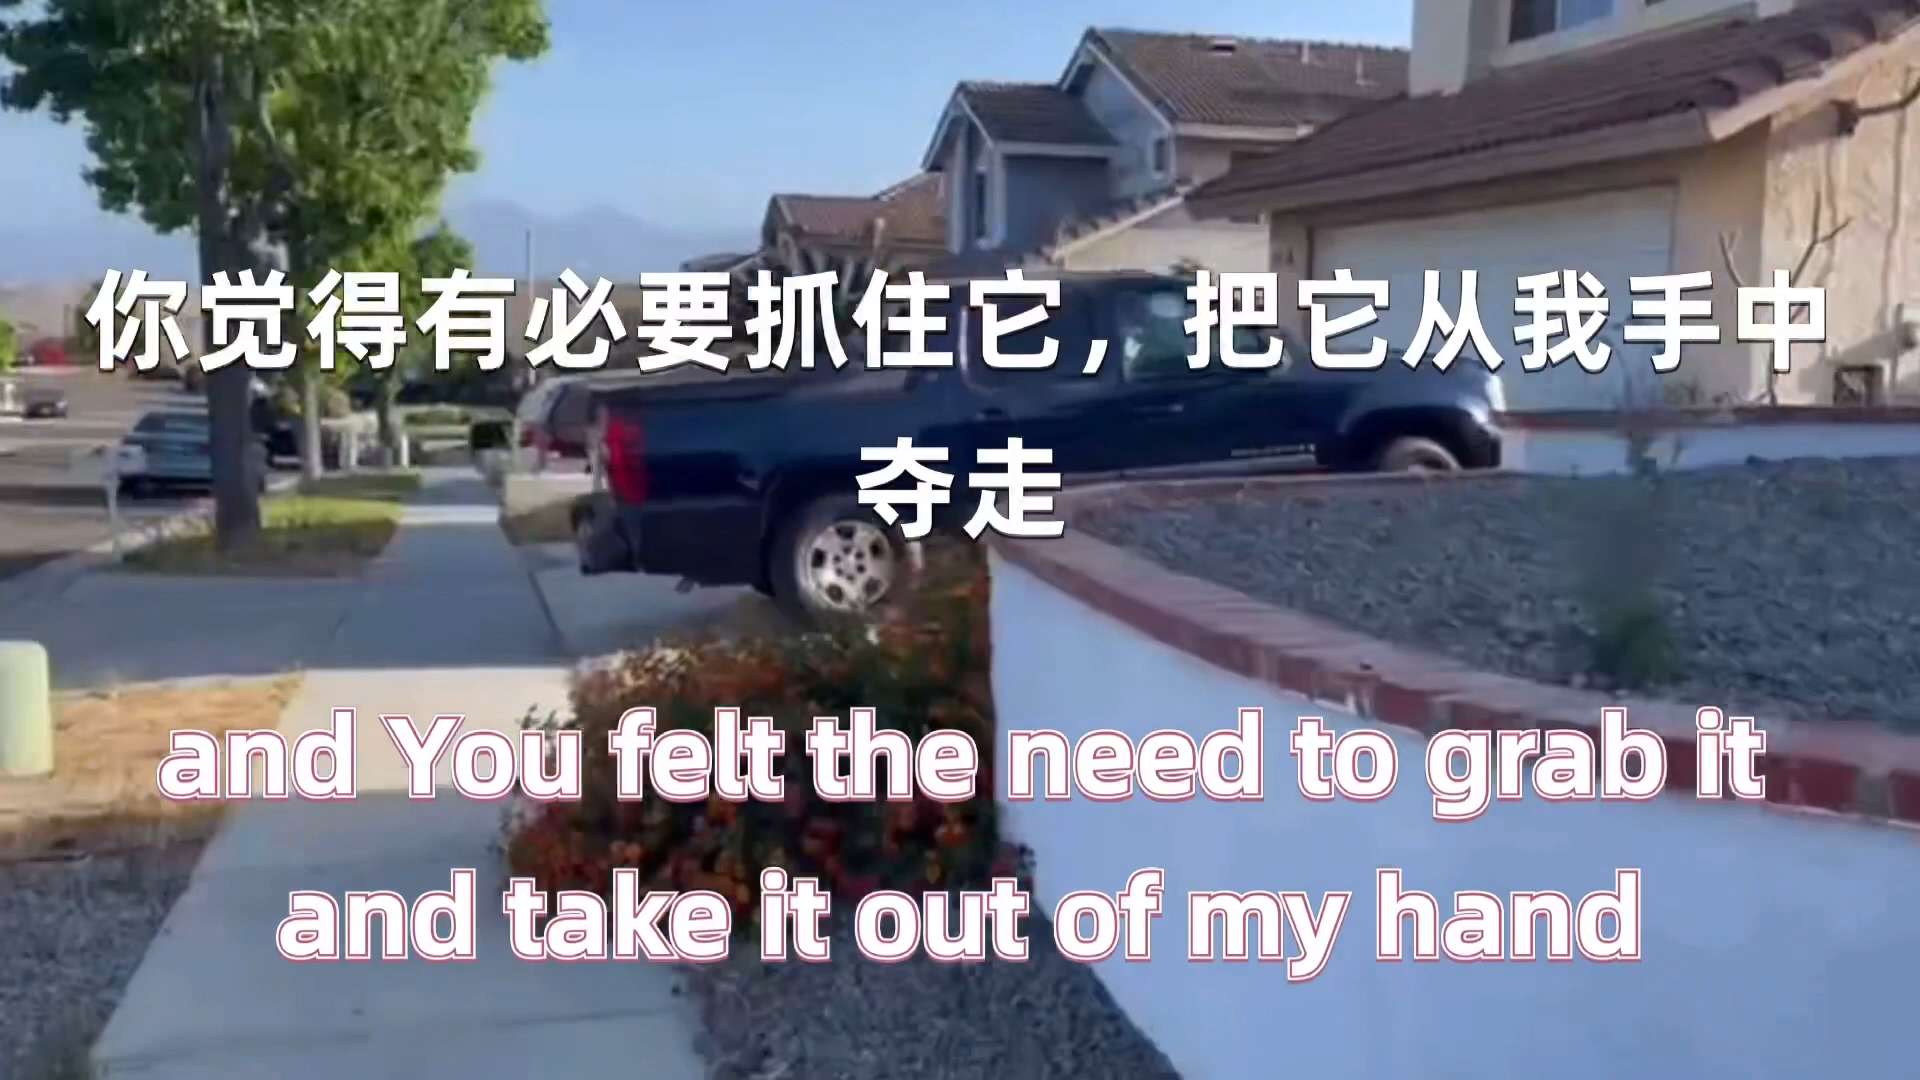 你觉得有必要抓住它，把它从我手中
夺走
and You felt the need to grab it
and take it out of my hand